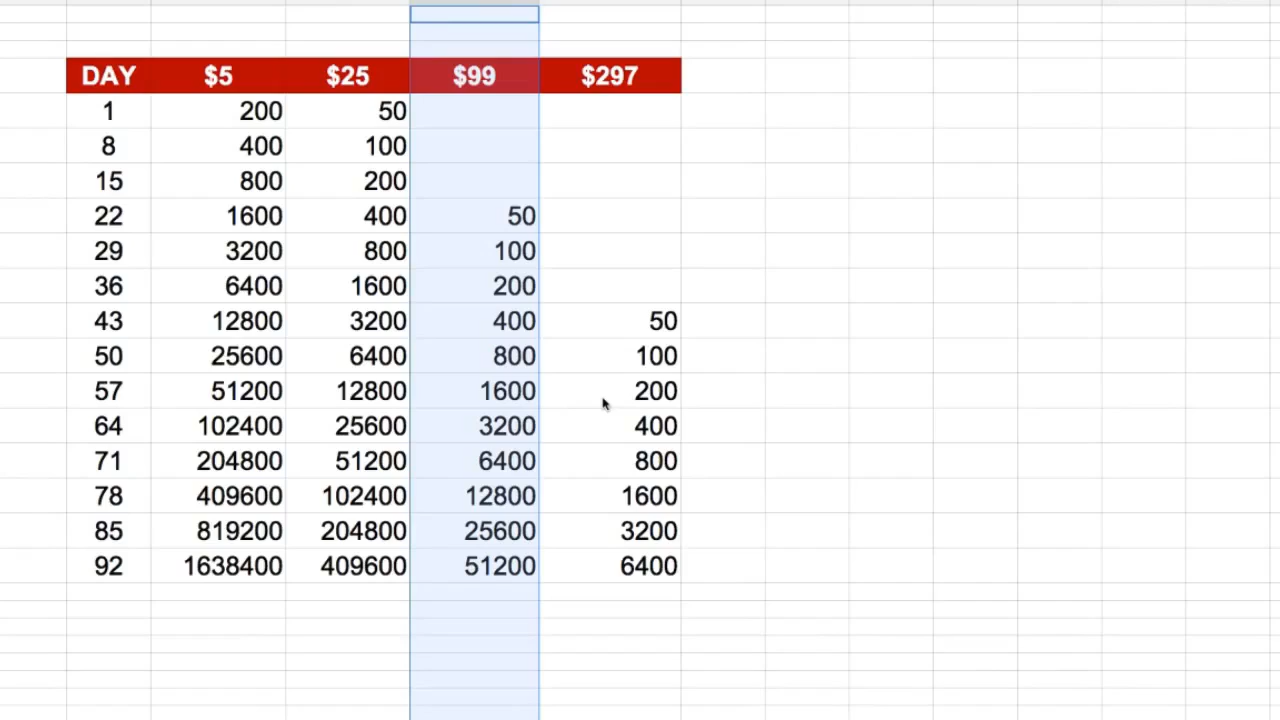 DAY $5 $25 $99 $297
1 200 50
8 400 100
15 800 200
22 1600 400 50
29 3200 800 100
36 6400 1600 200
43 12800 3200 400 50
50 25600 6400 800 100
57 51200 12800 1600 200
64 102400 25600 3200 400
71 204800 51200 6400 800
78 409600 102400 12800 1600
85 819200 204800 25600 3200
92 1638400 409600 51200 6400